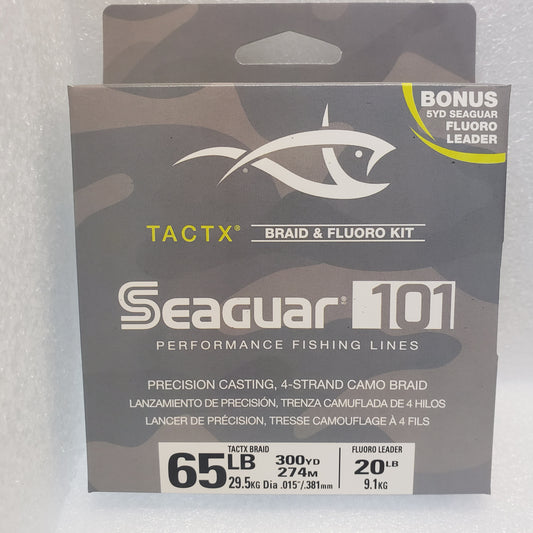 BONUS
5YD SEAGUAR
FLUORO
LEADER
TACTX® BRAID & FLUORO KIT
SEAGUAR® 101
PERFORMANCE FISHING LINES
PRECISION CASTING, 4-STRAND CAMO BRAID
LANZAMIENTO DE PRECISIÓN, TRENZA CAMUFLADA DE 4 HILOS
LANCER DE PRÉCISION, TRESSE CAMOUFLAGE À 4 FILS
TACTX BRAID
65LB 300YD
274M
29.5KG Dia .015"/.381mm
FLUORO LEADER
20LB
9.1KG